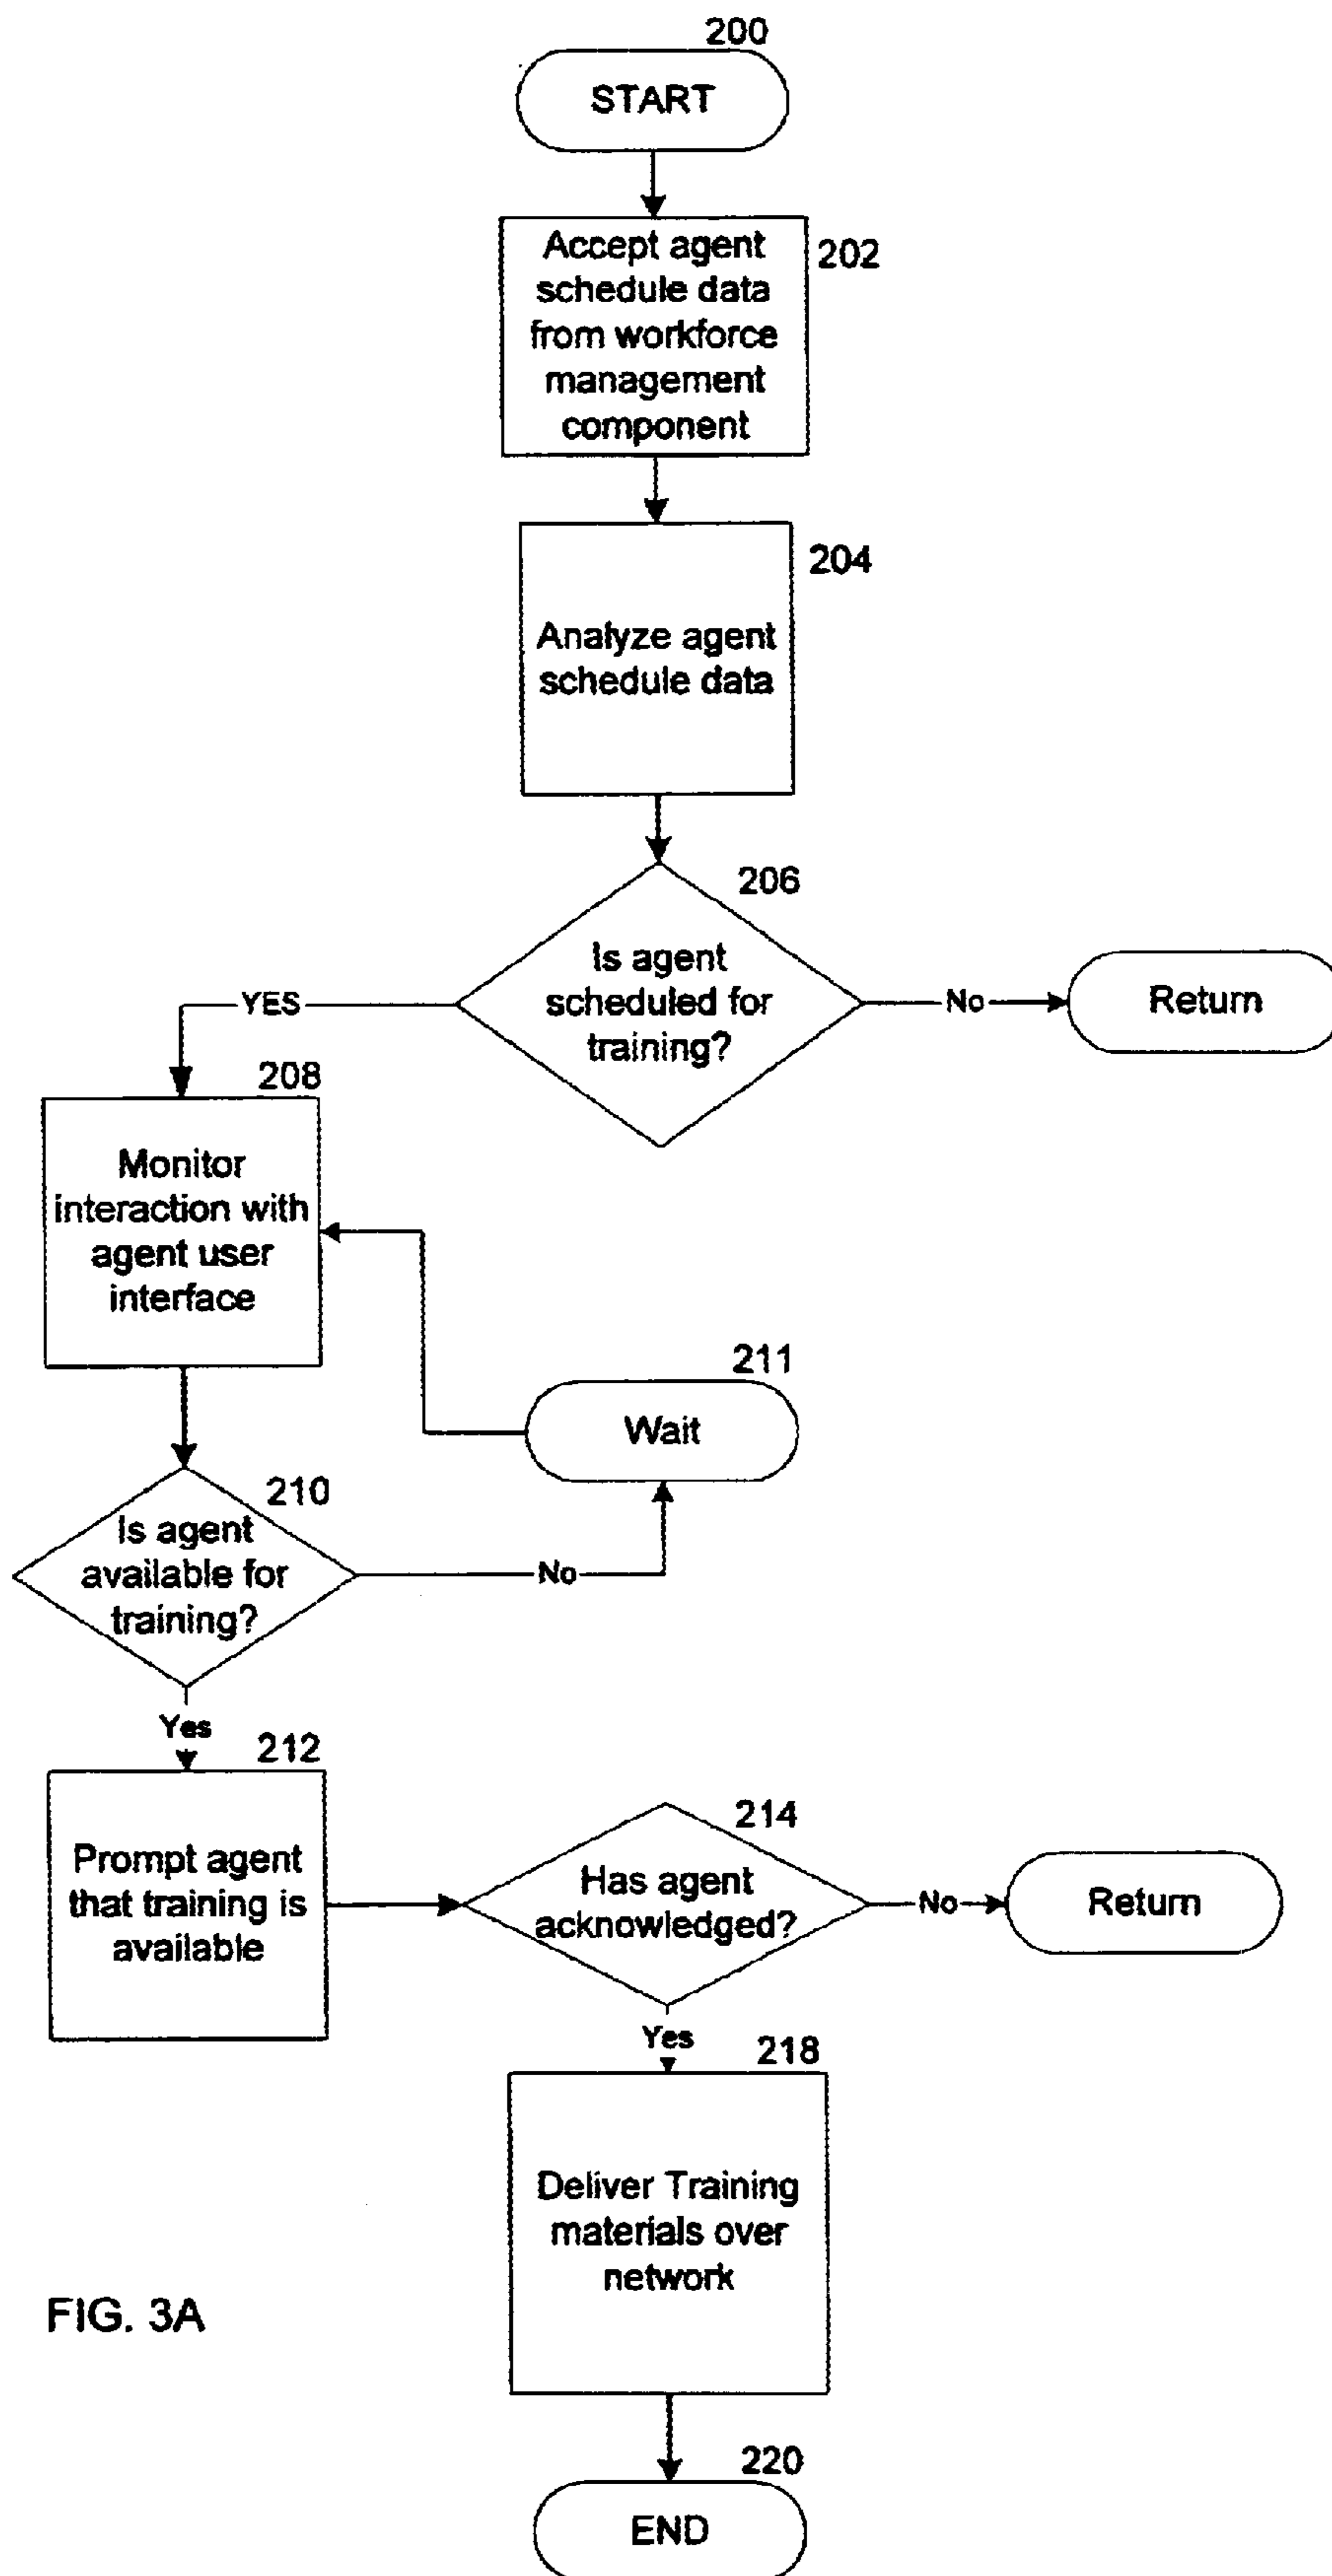 200
START
Accept agent
schedule data
from workforce
management
component
202
204
Analyze agent
schedule data
206
Is agent
scheduled for
training?
YES
No
Return
208
Monitor
interaction with
agent user
interface
211
Wait
210
Is agent
available for
training?
No
Yes
212
Prompt agent
that training is
available
214
Has agent
acknowledged?
No
Return
Yes
218
Deliver Training
materials over
network
FIG. 3A
220
END